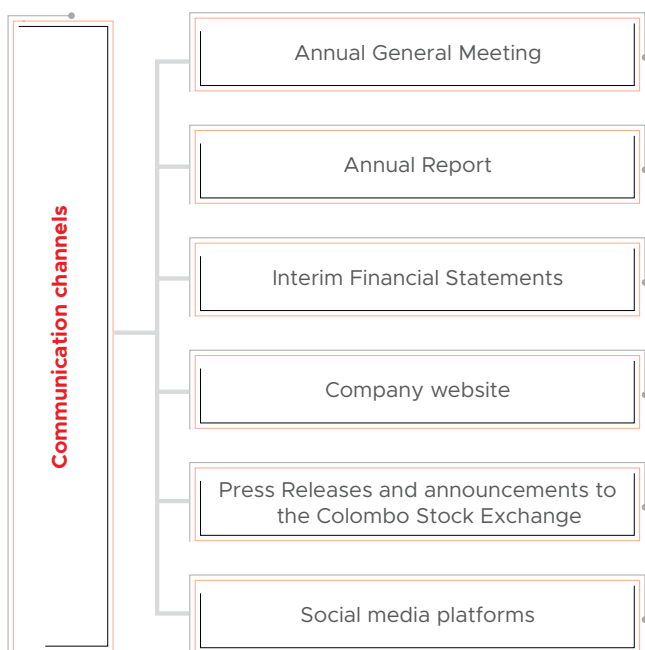 Communication channels
Annual General Meeting
Annual Report
Interim Financial Statements
Company website
Press Releases and announcements to
the Colombo Stock Exchange
Social media platforms